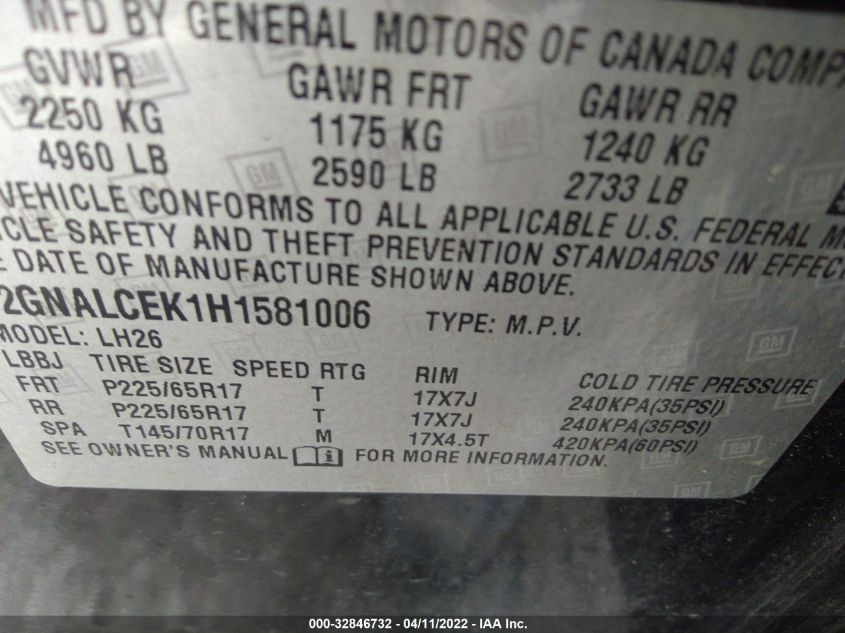 MFD BY GENERAL MOTORS OF CANADA
GVWR GAWR FRT GAWR RR
2250 KG 1175 KG 1240 KG
4960 LB 2590 LB 2733 LB
VEHICLE CONFORMS TO ALL APPLICABLE U.S. FEDERAL
SAFETY AND THEFT PREVENTION STANDARDS IN
DATE OF MANUFACTURE SHOWN ABOVE.
2GNALCEK1H1581006 TYPE: M.P.V.
MODEL: LH26
LBBJ TIRE SIZE SPEED RTG RIM COLD TIRE PRESSURE
FRT P225/65R17 T 17X7J 240KPA(35PSI)
RR P225/65R17 T 17X7J 240KPA(35PSI)
SPA T145/70R17 M 17X4.5T 420KPA(60PSI)
SEE OWNER'S MANUAL FOR MORE INFORMATION.
000-32846732 - 04/11/2022 - IAA Inc.